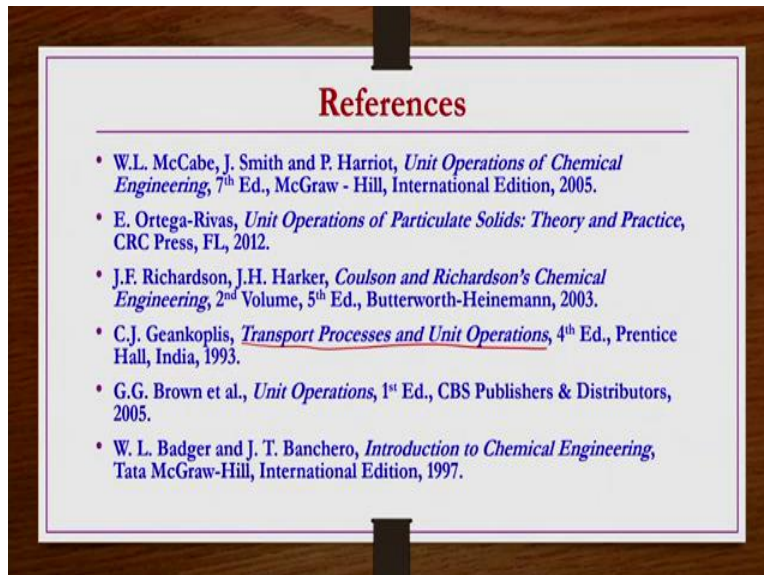 References
• W.L. McCabe, J. Smith and P. Harriot, Unit Operations of Chemical
Engineering, 7th Ed., McGraw - Hill, International Edition, 2005.
• E. Ortega-Rivas, Unit Operations of Particulate Solids: Theory and Practice,
CRC Press, FL, 2012.
• J.F. Richardson, J.H. Harker, Coulson and Richardson's Chemical
Engineering, 2nd Volume, 5th Ed., Butterworth-Heinemann, 2003.
• C.J. Geankoplis, Transport Processes and Unit Operations, 4th Ed., Prentice
Hall, India, 1993.
• G.G. Brown et al., Unit Operations, 1st Ed., CBS Publishers & Distributors,
2005.
• W. L. Badger and J. T. Banchero, Introduction to Chemical Engineering,
Tata McGraw-Hill, International Edition, 1997.